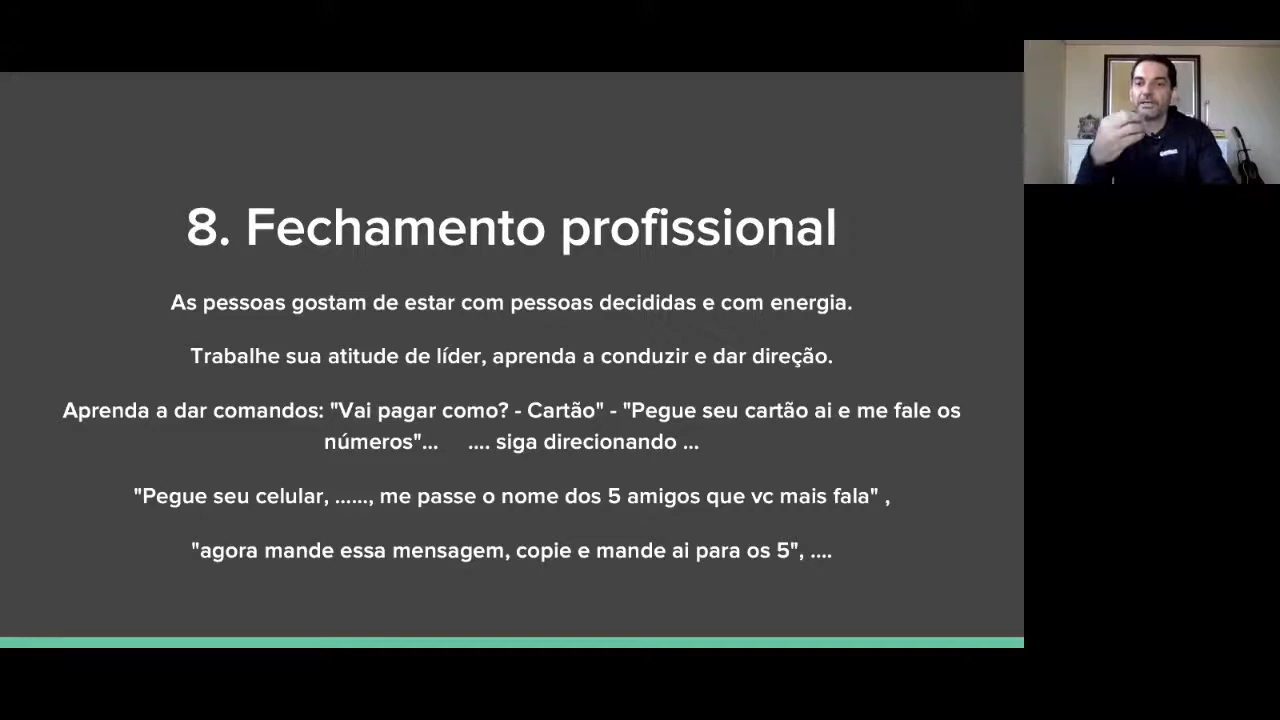 8. Fechamento profissional
As pessoas gostam de estar com pessoas decididas e com energia.
Trabalhe sua atitude de líder, aprenda a conduzir e dar direção.
Aprenda a dar comandos: "Vai pagar como? - Cartão" - "Pegue seu cartão ai e me fale os
números"... .... siga direcionando ...
"Pegue seu celular, ......, me passe o nome dos 5 amigos que vc mais fala" ,
"agora mande essa mensagem, copie e mande ai para os 5", ....